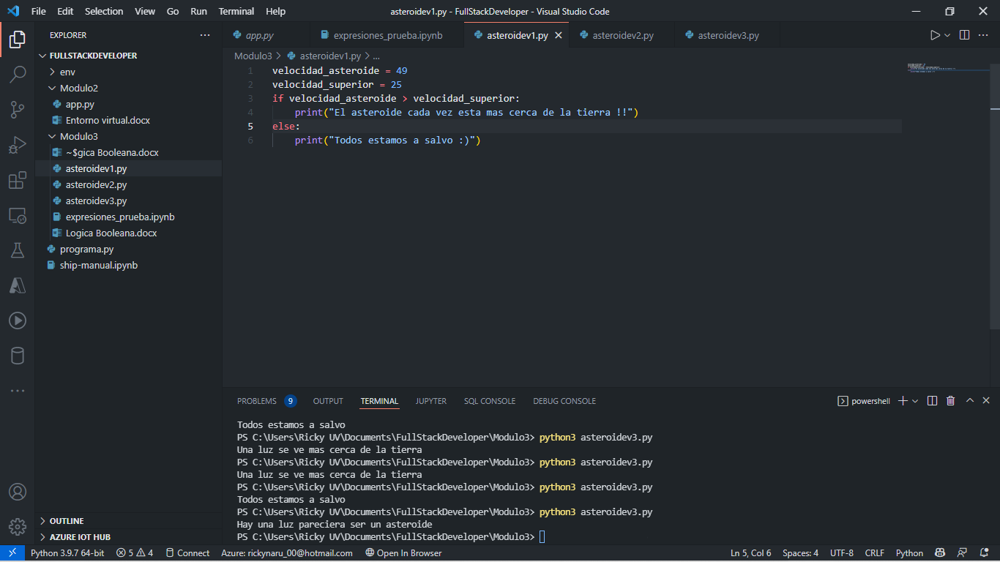 File Edit Selection View Go Run Terminal Help
asteroidev1.py - FullStackDeveloper - Visual Studio Code
EXPLORER
FULLSTACKDEVELOPER
env
Modulo2
app.py
Entorno virtual.docx
Modulo3
~$gica Booleana.docx
asteroidev1.py
asteroidev2.py
asteroidev3.py
expresiones_prueba.ipynb
Logica Booleana.docx
programa.py
ship-manual.ipynb
OUTLINE
AZURE IOT HUB
app.py expresiones_prueba.ipynb asteroidev1.py asteroidev2.py asteroidev3.py
Modulo3 > asteroidev1.py > ...
1 velocidad_asteroide = 49
2 velocidad_superior = 25
3 if velocidad_asteroide > velocidad_superior:
4 print("El asteroide cada vez esta mas cerca de la tierra !!")
5 else:
6 print("Todos estamos a salvo :)")
PROBLEMS 9 OUTPUT TERMINAL JUPYTER SQL CONSOLE DEBUG CONSOLE powershell
Todos estamos a salvo
PS C:\Users\Ricky UV\Documents\FullStackDeveloper\Modulo3> python3 asteroidev3.py
Una luz se ve mas cerca de la tierra
PS C:\Users\Ricky UV\Documents\FullStackDeveloper\Modulo3> python3 asteroidev3.py
Una luz se ve mas cerca de la tierra
PS C:\Users\Ricky UV\Documents\FullStackDeveloper\Modulo3> python3 asteroidev3.py
Todos estamos a salvo
PS C:\Users\Ricky UV\Documents\FullStackDeveloper\Modulo3> python3 asteroidev3.py
Hay una luz pareciera ser un asteroide
PS C:\Users\Ricky UV\Documents\FullStackDeveloper\Modulo3>
Python 3.9.7 64-bit 5 4 Connect Azure: rickynaru_00@hotmail.com Open In Browser Ln 5, Col 6 Spaces: 4 UTF-8 CRLF Python